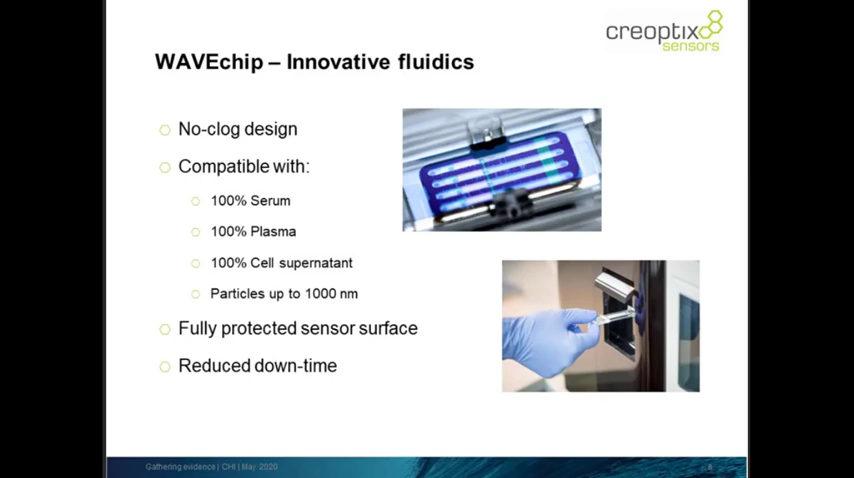 creoptix
sensors
WAVEchip – Innovative fluidics
No-clog design
Compatible with:
100% Serum
100% Plasma
100% Cell supernatant
Particles up to 1000 nm
Fully protected sensor surface
Reduced down-time
Gathering evidence | CHI | May 2020